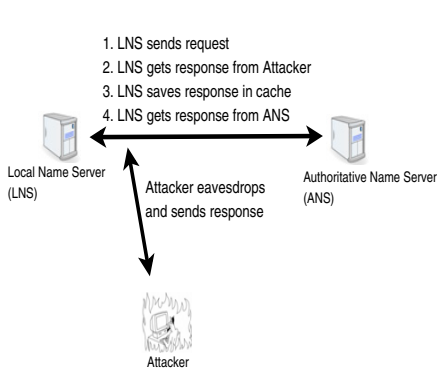 1. LNS sends request
2. LNS gets response from Attacker
3. LNS saves response in cache
4. LNS gets response from ANS
Local Name Server
(LNS)
Authoritative Name Server
(ANS)
Attacker eavesdrops
and sends response
Attacker